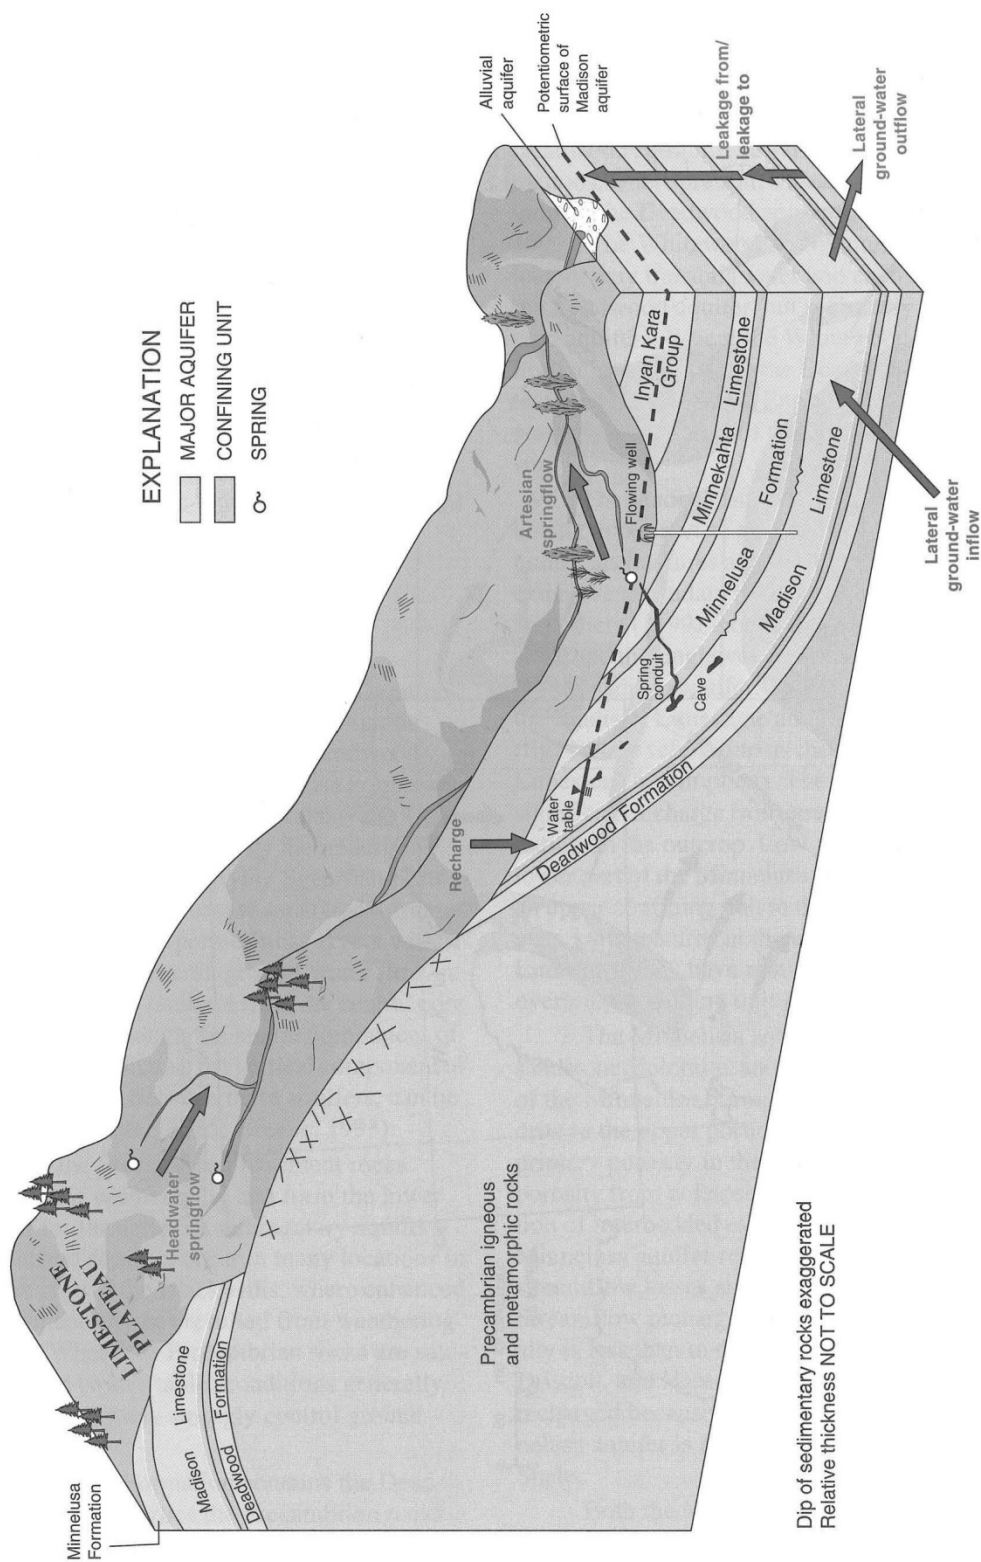 EXPLANATION
MAJOR AQUIFER
CONFINING UNIT
SPRING
Minnelusa
Formation
LIMESTONE
PLATEAU
Headwater
springflow
Madison
Limestone
Deadwood
Formation
Precambrian igneous
and metamorphic rocks
Recharge
Water
table
Deadwood Formation
Artesian
springflow
Flowing well
Spring
conduit
Cave
Inyan Kara
Group
Minnekahta
Limestone
Minnelusa
Formation
Madison
Limestone
Alluvial
aquifer
Potentiometric
surface of
Madison
aquifer
Leakage from/
leakage to
Lateral
ground-water
outflow
Lateral
ground-water
inflow
Dip of sedimentary rocks exaggerated
Relative thickness NOT TO SCALE